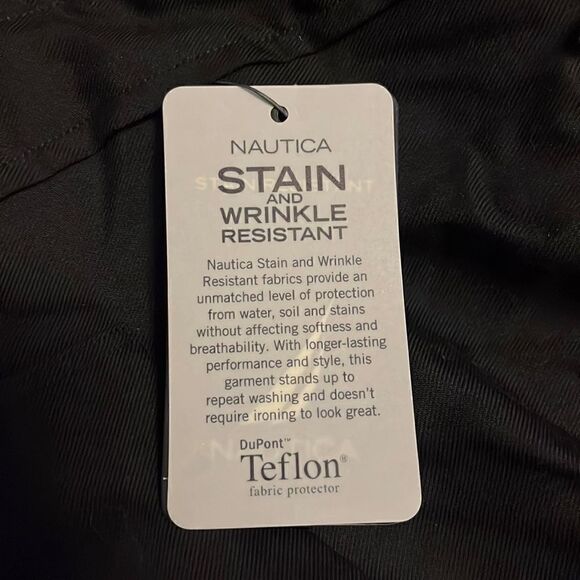 NAUTICA
STAIN
AND
WRINKLE
RESISTANT
Nautica Stain and Wrinkle
Resistant fabrics provide an
unmatched level of protection
from water, soil and stains
without affecting softness and
breathability. With longer-lasting
performance and style, this
garment stands up to
repeat washing and doesn't
require ironing to look great.
DuPont™
Teflon®
fabric protector